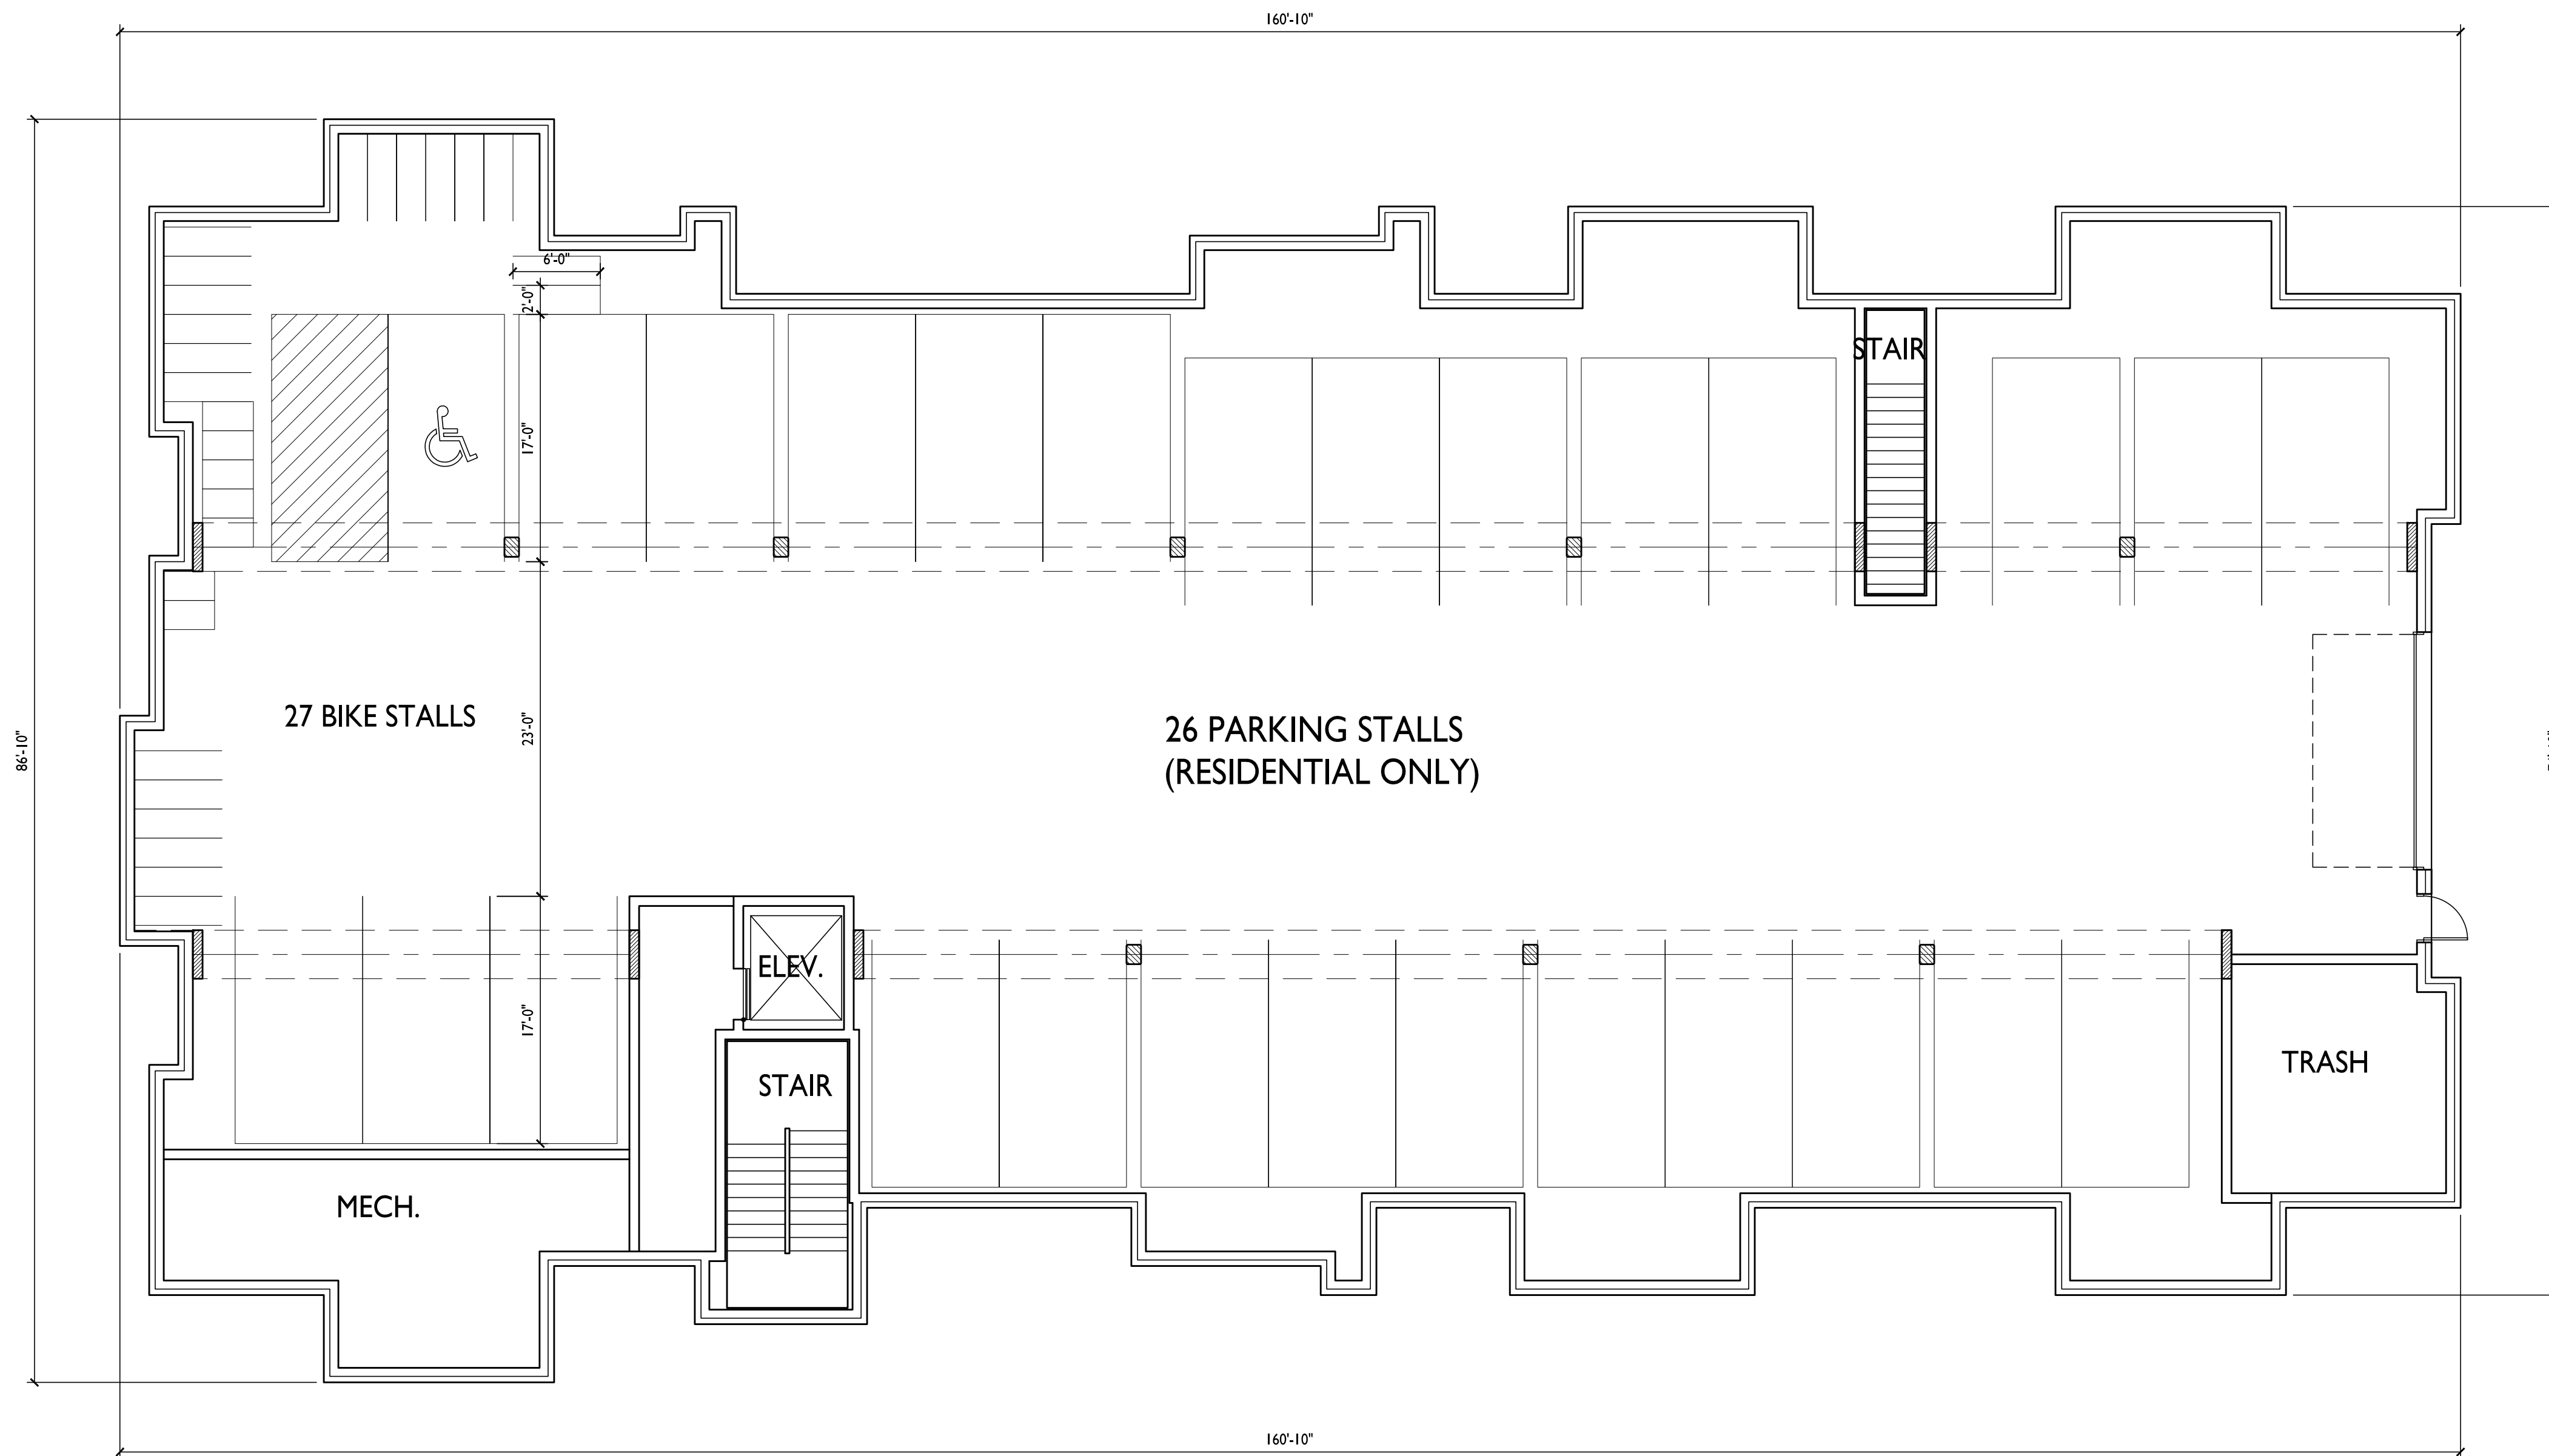 160'-10"
6'-0"
2'-0"
STAIR
17'-0"
27 BIKE STALLS
86'-10"
23'-0"
26 PARKING STALLS
(RESIDENTIAL ONLY)
ELEV.
17'-0"
STAIR
TRASH
MECH.
160'-10"